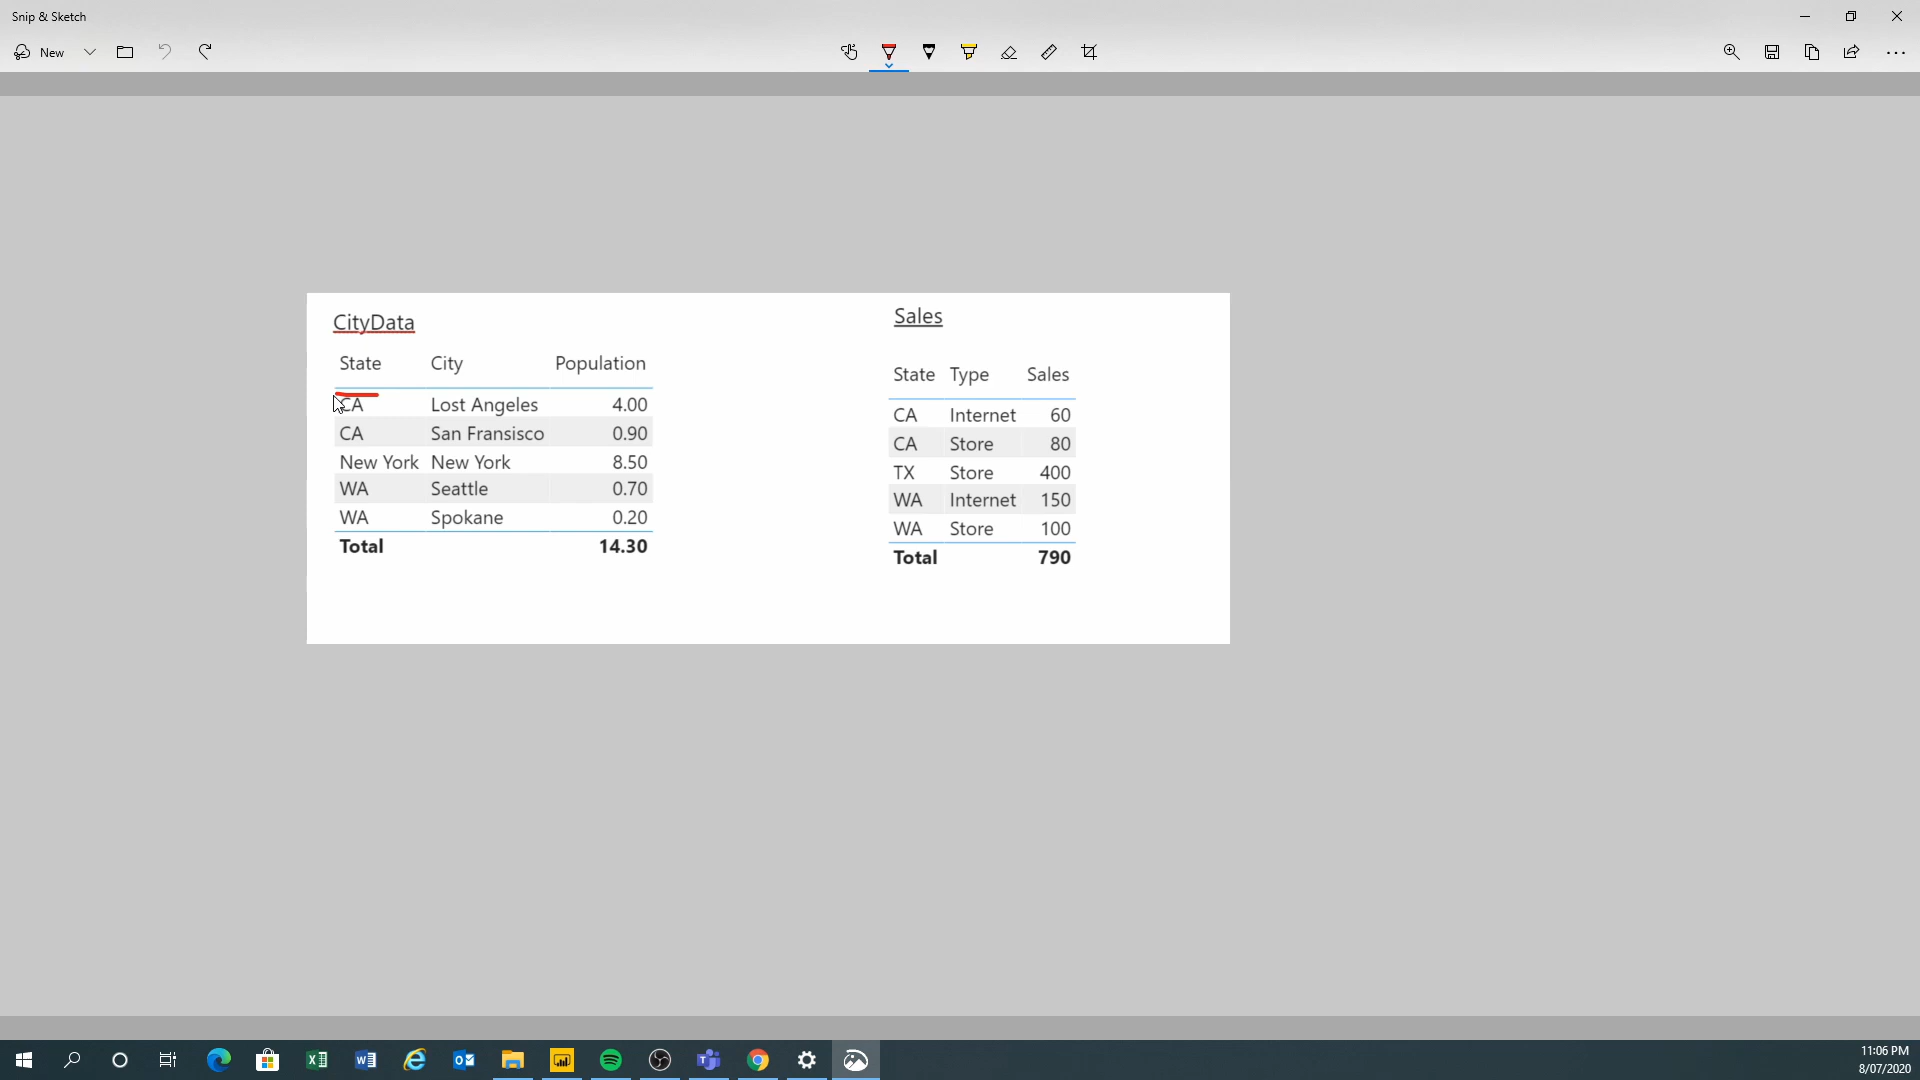 Snip & Sketch
New
CityData
State City Population
CA Lost Angeles 4.00
CA San Fransisco 0.90
New York New York 8.50
WA Seattle 0.70
WA Spokane 0.20
Total 14.30
Sales
State Type Sales
CA Internet 60
CA Store 80
TX Store 400
WA Internet 150
WA Store 100
Total 790
11:06 PM
8/07/2020